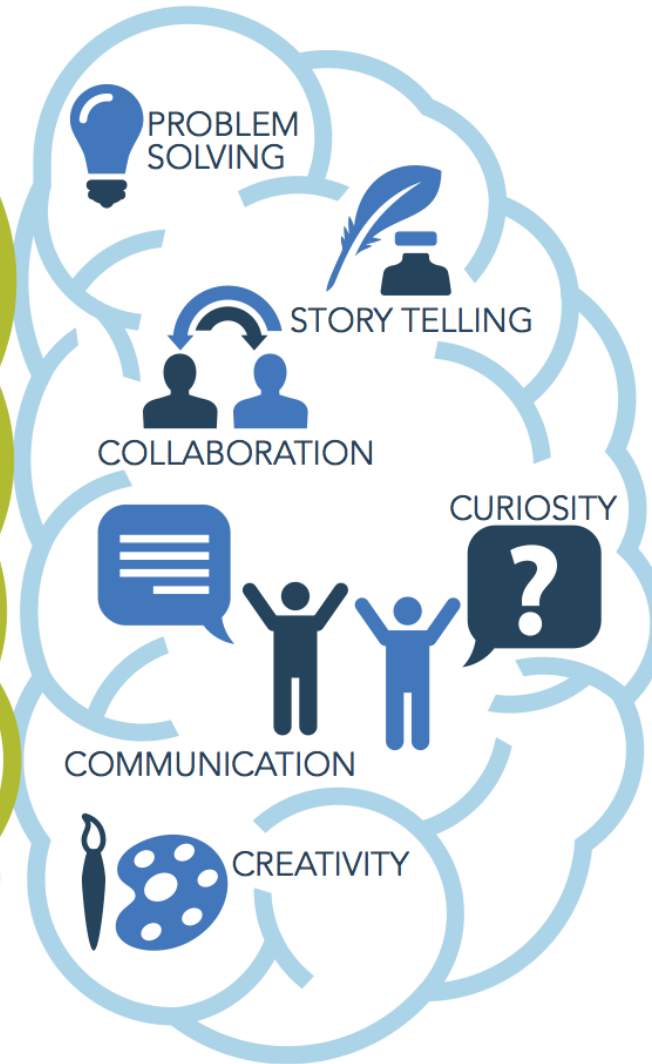 PROBLEM
SOLVING
STORY TELLING
COLLABORATION
CURIOSITY
?
COMMUNICATION
CREATIVITY